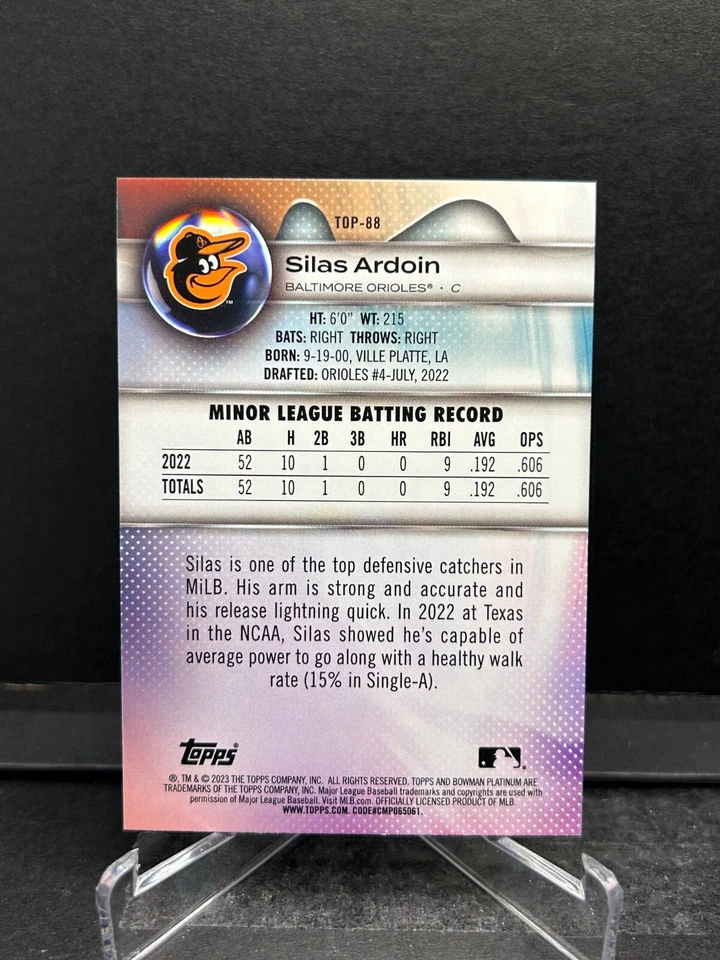 TOP-88
Silas Ardoin
BALTIMORE ORIOLES® · C
HT: 6'0" WT: 215
BATS: RIGHT THROWS: RIGHT
BORN: 9-19-00, VILLE PLATTE, LA
DRAFTED: ORIOLES #4-JULY, 2022
MINOR LEAGUE BATTING RECORD
AB H 2B 3B HR RBI AVG OPS
2022 52 10 1 0 0 9 .192 .606
TOTALS 52 10 1 0 0 9 .192 .606
Silas is one of the top defensive catchers in
MiLB. His arm is strong and accurate and
his release lightning quick. In 2022 at Texas
in the NCAA, Silas showed he's capable of
average power to go along with a healthy walk
rate (15% in Single-A).
topps®
®, TM & © 2023 THE TOPPS COMPANY, INC. ALL RIGHTS RESERVED. TOPPS AND BOWMAN PLATINUM ARE
TRADEMARKS OF THE TOPPS COMPANY, INC. Major League Baseball trademarks and copyrights are used with
permission of Major League Baseball. Visit MLB.com. OFFICIALLY LICENSED PRODUCT OF MLB.
WWW.TOPPS.COM. CODE#CMP065061.